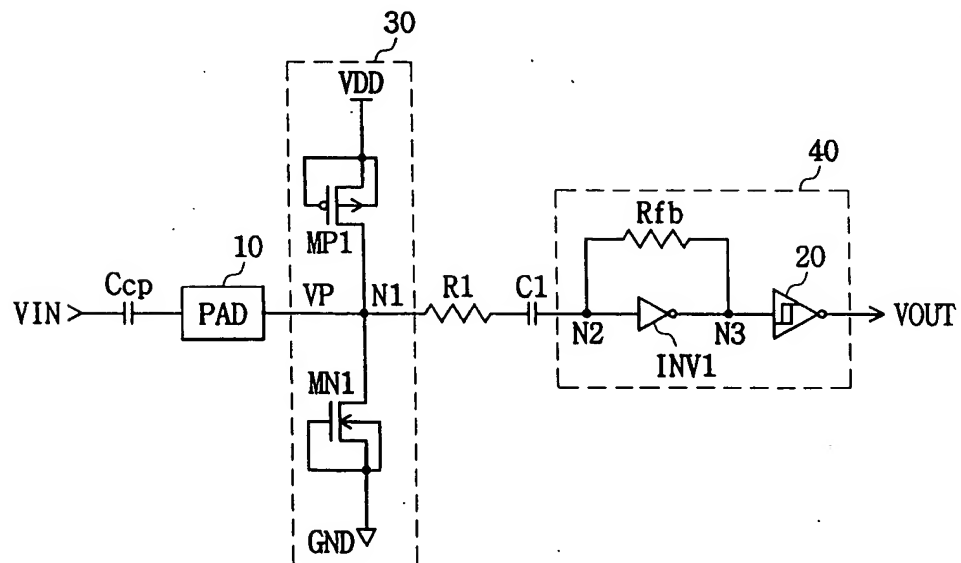 30
VDD
40
MP1
Rfb
10
20
Ccp
R1
C1
VIN
PAD
VP
N1
N2
N3
VOUT
INV1
MN1
GND